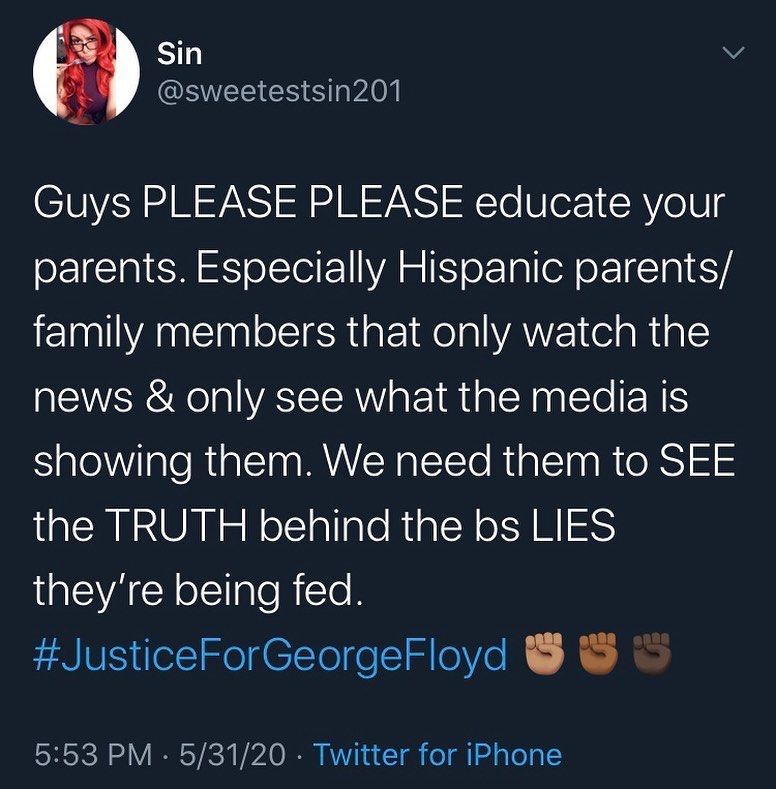 Sin
@sweetestsin201
Guys PLEASE PLEASE educate your
parents. Especially Hispanic parents/
family members that only watch the
news & only see what the media is
showing them. We need them to SEE
the TRUTH behind the bs LIES
they're being fed.
#JusticeForGeorgeFloyd ✊🏼 ✊🏾 ✊🏿
5:53 PM · 5/31/20 · Twitter for iPhone